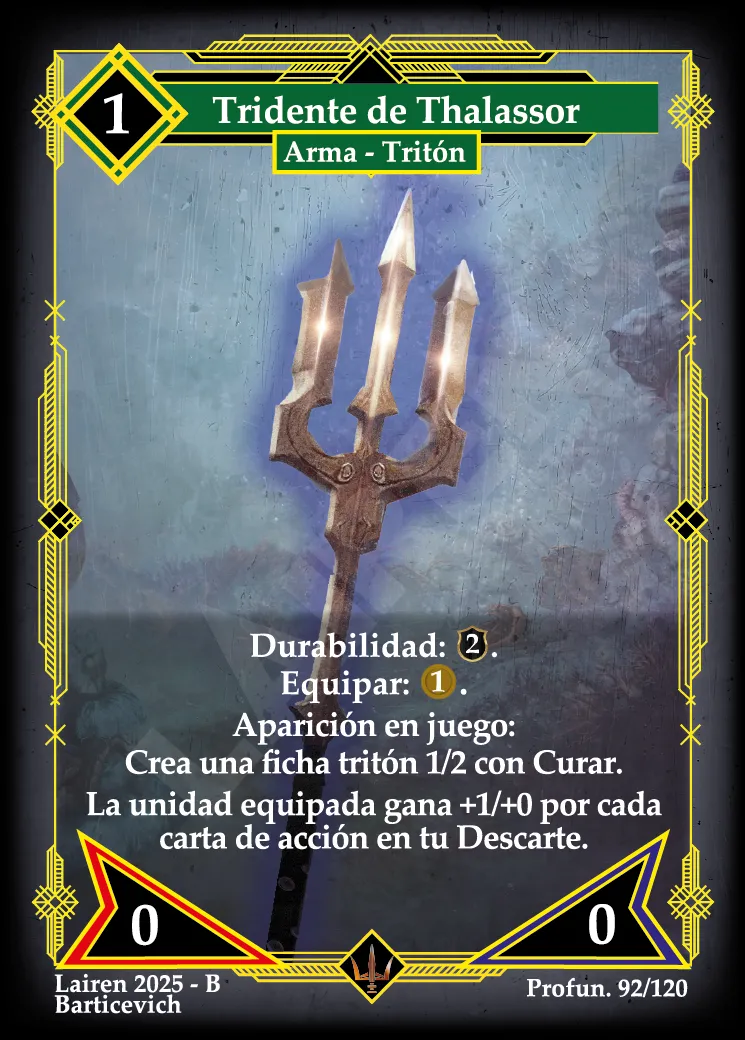 1
Tridente de Thalassor
Arma - Tritón
Durabilidad: 2.
Equipar: 1.
Aparición en juego:
Crea una ficha tritón 1/2 con Curar.
La unidad equipada gana +1/+0 por cada
carta de acción en tu Descarte.
0
0
Lairen 2025 - B
Barticevich
Profun. 92/120